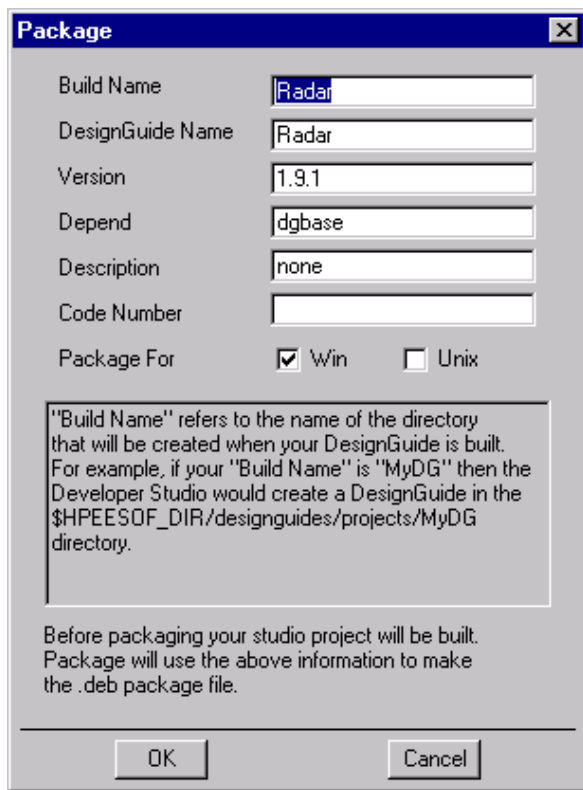 Package
Build Name Radar
DesignGuide Name Radar
Version 1.9.1
Depend dgbase
Description none
Code Number
Package For Win Unix
"Build Name" refers to the name of the directory
that will be created when your DesignGuide is built.
For example, if your "Build Name" is "MyDG" then the
Developer Studio would create a DesignGuide in the
$HPEESOF_DIR/designguides/projects/MyDG
directory.
Before packaging your studio project will be built.
Package will use the above information to make
the .deb package file.
OK Cancel